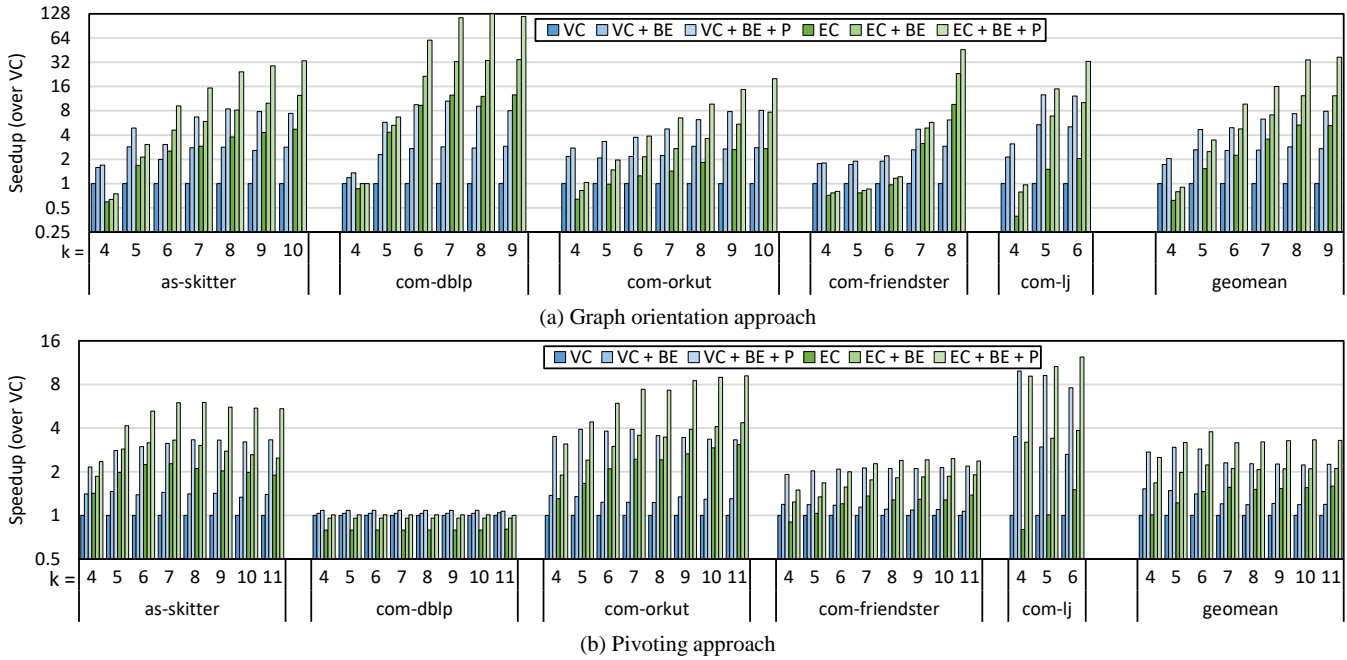 128
64
32
16
8
4
2
1
0.5
0.25
Seedup (over VC)
VC VC + BE VC + BE + P EC EC + BE EC + BE + P
k = 4 5 6 7 8 9 10 4 5 6 7 8 9 4 5 6 7 8 9 10 4 5 6 7 8 4 5 6 4 5 6 7 8 9
as-skitter com-dblp com-orkut com-friendster com-lj geomean
(a) Graph orientation approach
16
8
4
2
1
0.5
Speedup (over VC)
VC VC + BE VC + BE + P EC EC + BE EC + BE + P
k = 4 5 6 7 8 9 10 11 4 5 6 7 8 9 10 11 4 5 6 7 8 9 10 11 4 5 6 7 8 9 10 11 4 5 6 4 5 6 7 8 9 10 11
as-skitter com-dblp com-orkut com-friendster com-lj geomean
(b) Pivoting approach